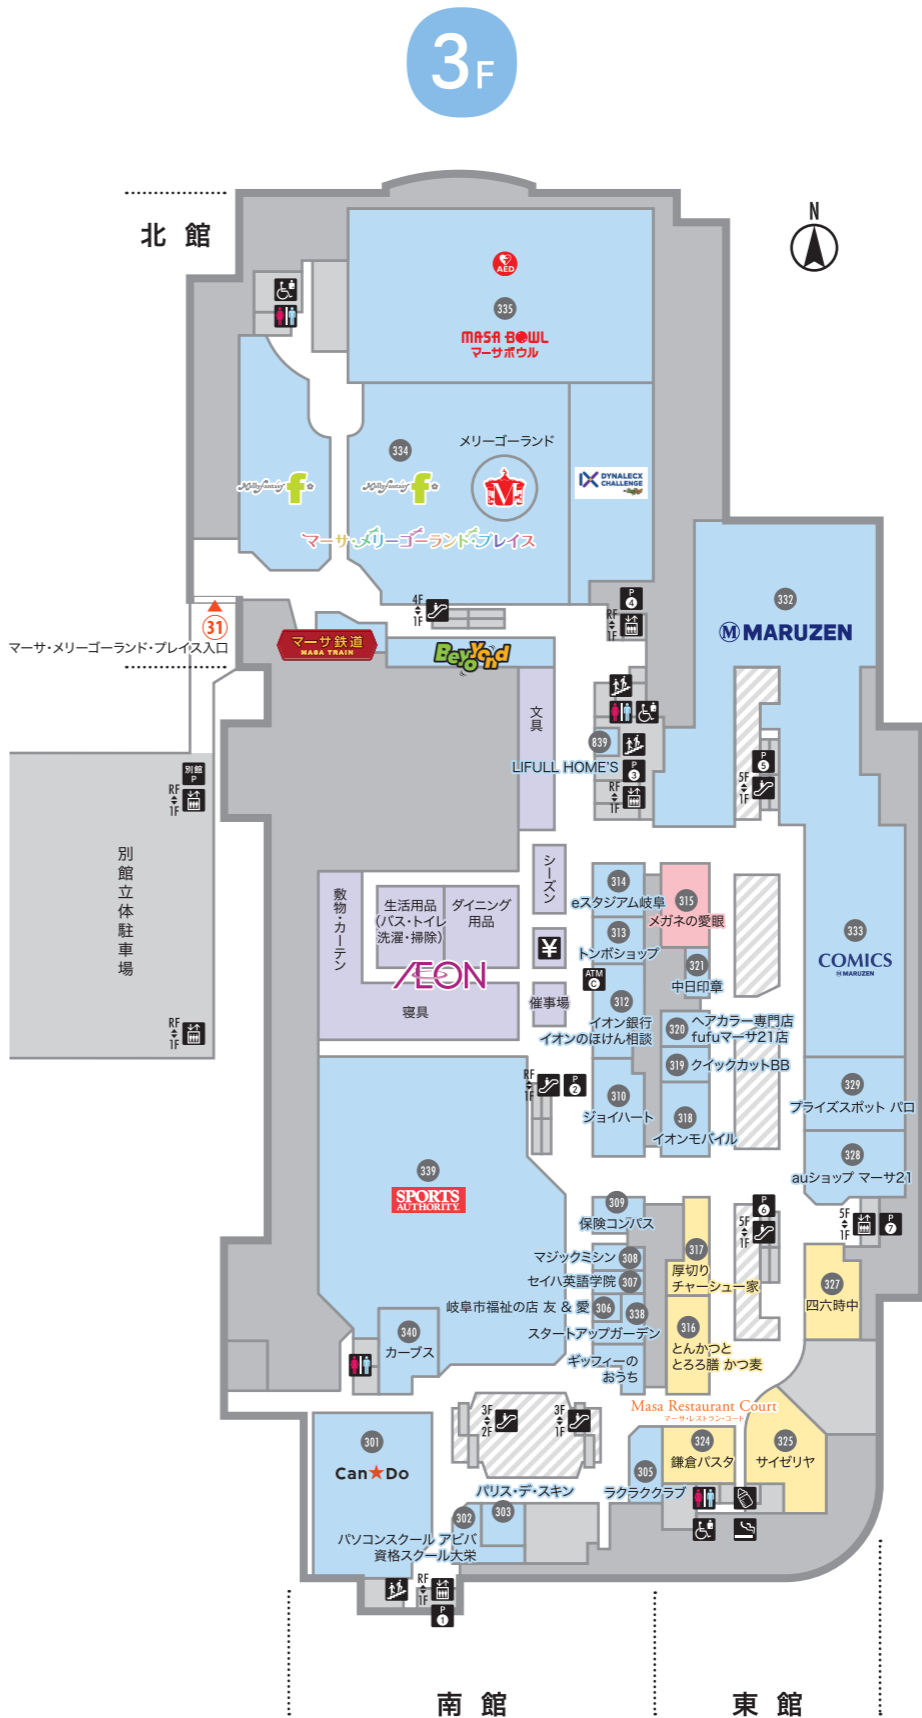 3F
北館
N
AED
335
MASA BOWL
マーサボウル
334
メリーゴーランド
Mollyfantasy f
Mollyfantasy f
M
DYNALECX
CHALLENGE
マーサ・メリーゴーランド・プレイス
4F
1F
P
4
RF
1F
332
MARUZEN
31
マーサ・メリーゴーランド・プレイス入口
マーサ鉄道
MASA TRAIN
BeyoYond
文具
839
LIFULL HOME'S
P
3
RF
1F
P
5
5F
1F
別館
P
RF
1F
別館立体駐車場
RF
1F
敷物・カーテン
生活用品
(バス・トイレ
洗濯・掃除)
ダイニング
用品
シーズン
¥
AEON
寝具
催事場
314
eスタジアム岐阜
313
トンボショップ
ATM
C
312
イオン銀行
イオンのほけん相談
315
メガネの愛眼
321
中日印章
320
ヘアカラー専門店
fufuマーサ21店
319
クイックカットBB
333
COMICS
MARUZEN
RF
1F
P
2
310
ジョイハート
318
イオンモバイル
329
プライズスポット パロ
328
auショップ マーサ21
339
SPORTS
AUTHORITY
309
保険コンパス
P
6
5F
1F
5F
1F
P
7
マジックミシン
308
セイハ英語学院
307
岐阜市福祉の店 友 & 愛
306
338
スタートアップガーデン
ギッフィーの
おうち
317
厚切り
チャーシュー家
316
とんかつと
とろろ膳 かつ麦
327
四六時中
340
カーブス
Masa Restaurant Court
マーサ・レストラン・コート
3F
2F
3F
1F
301
Can★Do
324
鎌倉パスタ
325
サイゼリヤ
305
ラクラククラブ
パリス・デ・スキン
302
303
パソコンスクール アビバ
資格スクール大栄
RF
1F
P
1
南館
東館